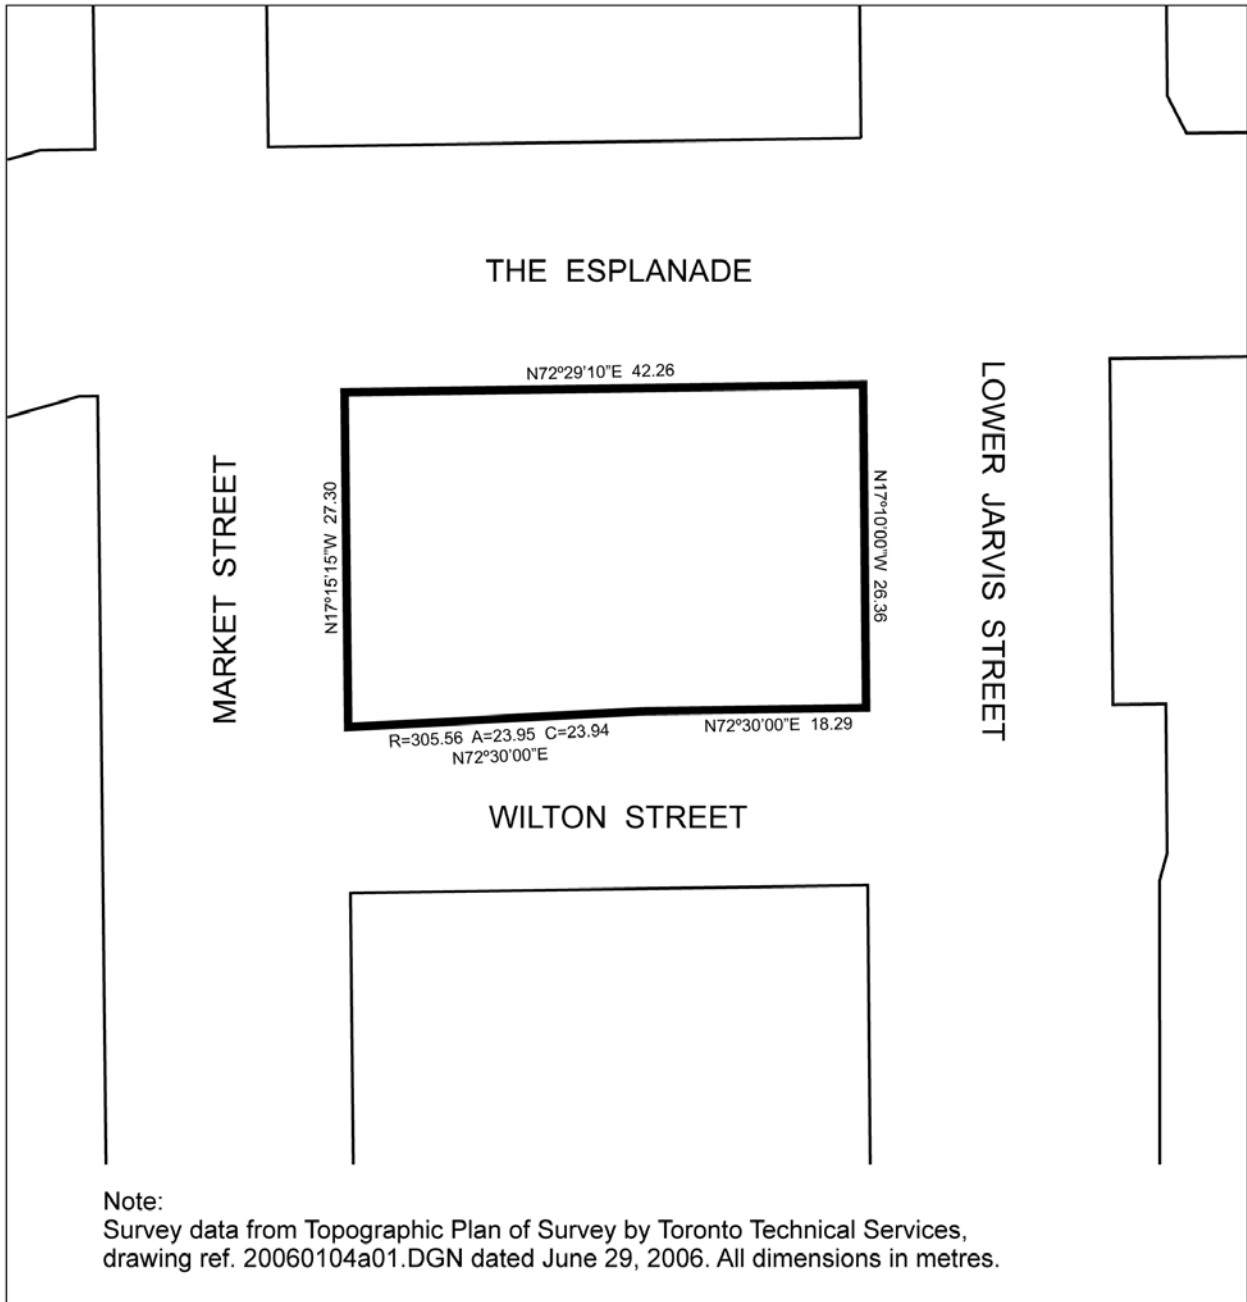 THE ESPLANADE
N72º29'10"E 42.26
LOWER JARVIS STREET
MARKET STREET
N17º15'15"W 27.30
N17º10'00"W 26.36
R=305.56 A=23.95 C=23.94
N72º30'00"E
N72º30'00"E 18.29
WILTON STREET
Note:
Survey data from Topographic Plan of Survey by Toronto Technical Services,
drawing ref. 20060104a01.DGN dated June 29, 2006. All dimensions in metres.